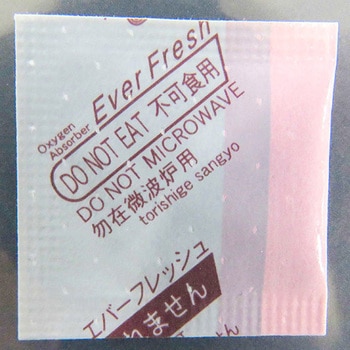 Oxygen
Absorber
Ever Fresh
DO NOT EAT 不可食用
DO NOT MICROWAVE
勿在微波炉用
torishige sangyo
エバーフレッシュ
れません